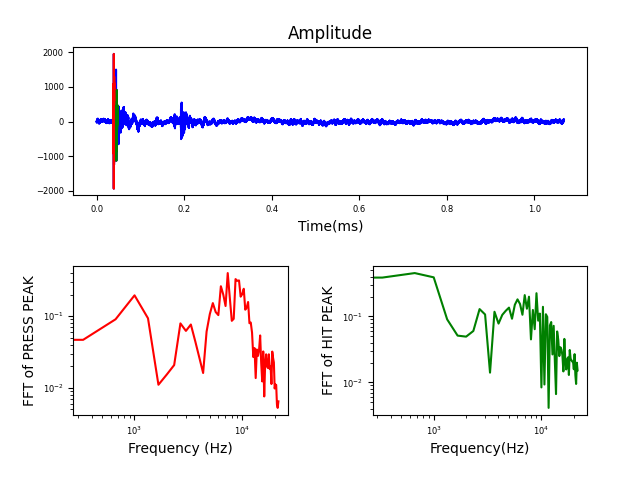 Amplitude
2000
1000
0
−1000
−2000
0.0 0.2 0.4 0.6 0.8 1.0
Time(ms)
FFT of PRESS PEAK
10⁻¹
10⁻²
10³ 10⁴
Frequency (Hz)
FFT of HIT PEAK
10⁻¹
10⁻²
10³ 10⁴
Frequency(Hz)